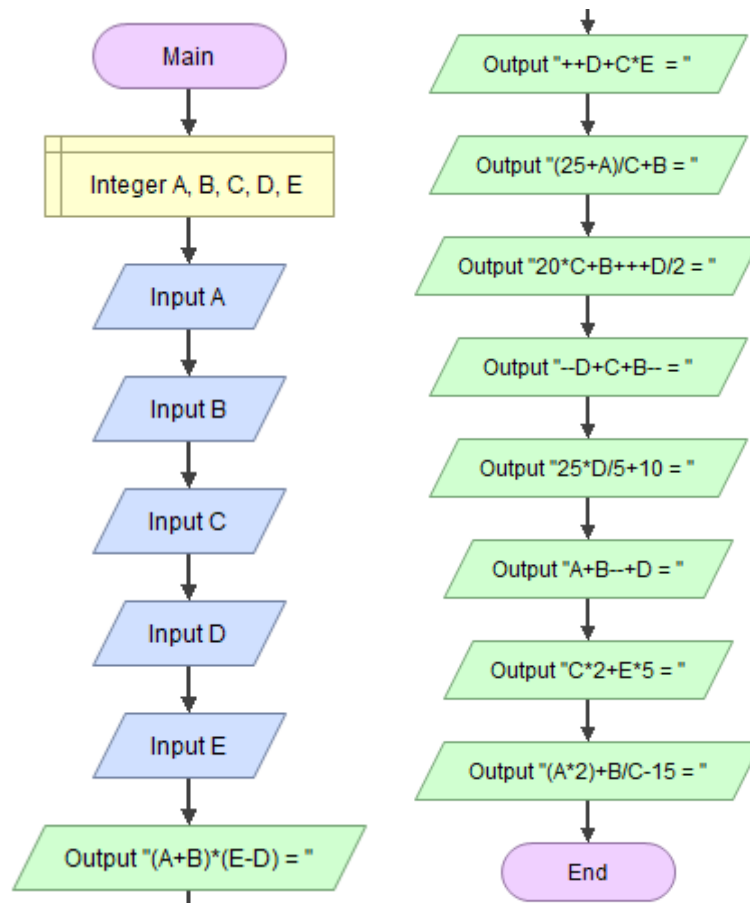 Main
Integer A, B, C, D, E
Input A
Input B
Input C
Input D
Input E
Output "(A+B)*(E-D) = "
Output "++D+C*E  = "
Output "(25+A)/C+B = "
Output "20*C+B+++D/2 = "
Output "--D+C+B-- = "
Output "25*D/5+10 = "
Output "A+B--+D = "
Output "C*2+E*5 = "
Output "(A*2)+B/C-15 = "
End